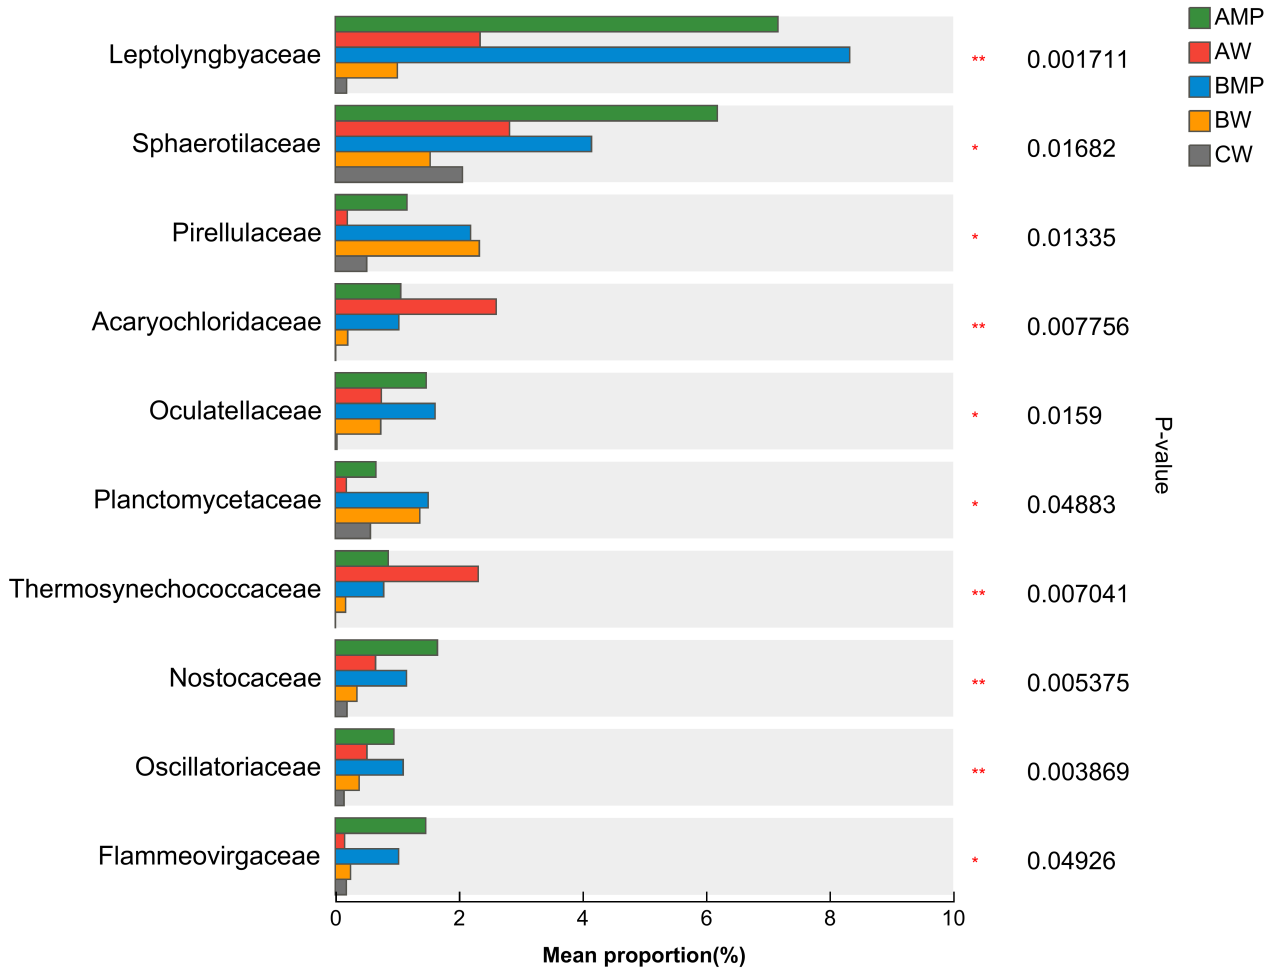 AMP
AW
BMP
BW
CW
Leptolyngbyaceae ** 0.001711
Sphaerotilaceae * 0.01682
Pirellulaceae * 0.01335
Acaryochloridaceae ** 0.007756
Oculatellaceae * 0.0159
Planctomycetaceae * 0.04883
Thermosynechococcaceae ** 0.007041
Nostocaceae ** 0.005375
Oscillatoriaceae ** 0.003869
Flammeovirgaceae * 0.04926
P-value
0 2 4 6 8 10
Mean proportion(%)